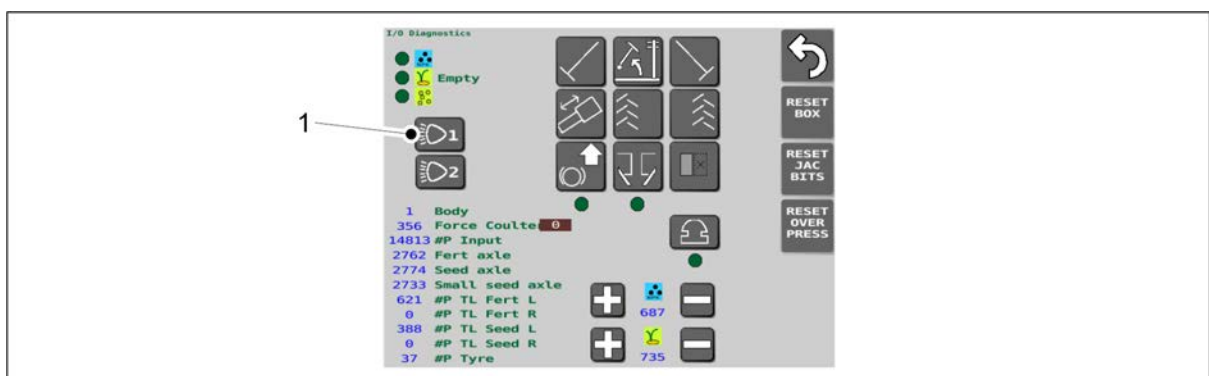 I/O Diagnostics
Empty
1
1
2
RESET
BOX
RESET
JAC
BITS
RESET
OVER
PRESS
1 Body
356 Force Coulte 0
14813 #P Input
2762 Fert axle
2774 Seed axle
2733 Small seed axle
621 #P TL Fert L
0 #P TL Fert R
388 #P TL Seed L
0 #P TL Seed R
37 #P Tyre
687
735